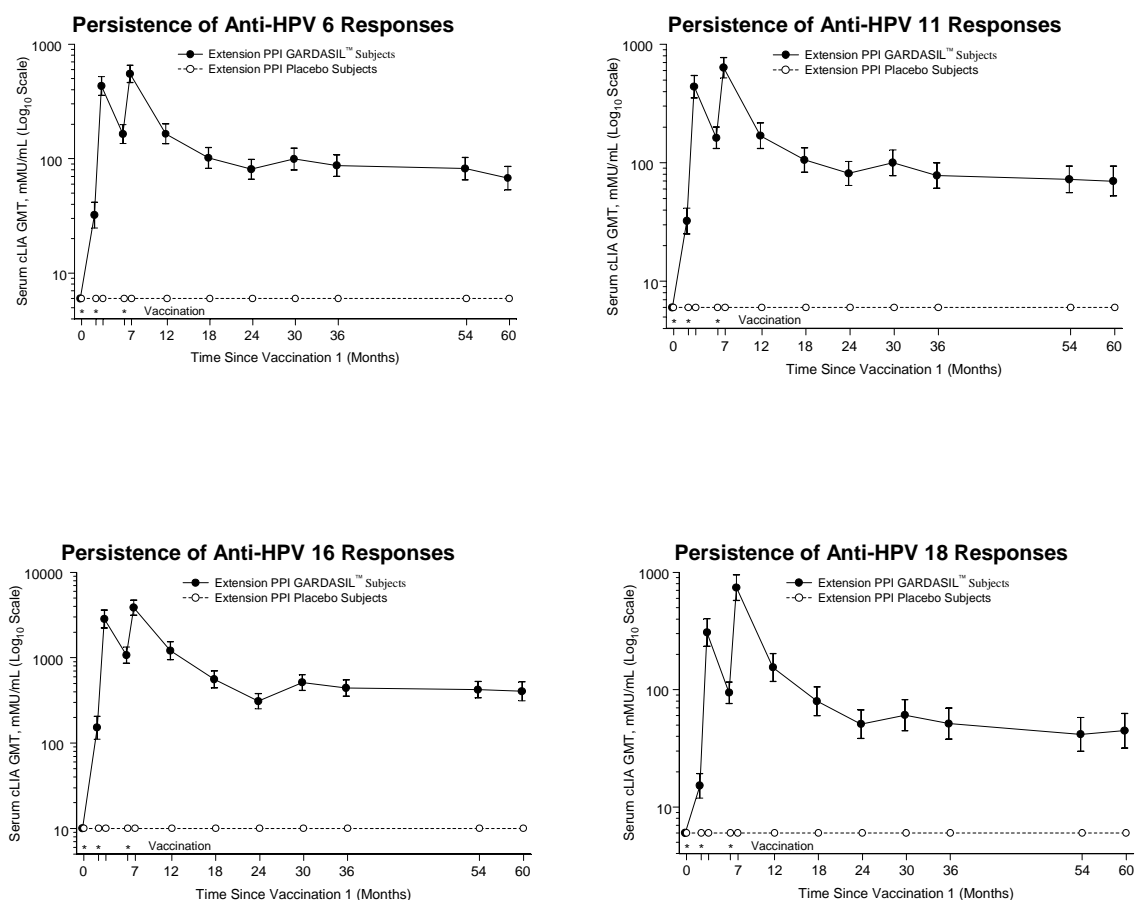 Persistence of Anti-HPV 6 Responses
Serum cLIA GMT, mMU/mL (Log10 Scale)
1000
100
10
Extension PPI GARDASIL™ Subjects
Extension PPI Placebo Subjects
* * * Vaccination
0 7 12 18 24 30 36 54 60
Time Since Vaccination 1 (Months)
Persistence of Anti-HPV 11 Responses
Serum cLIA GMT, mMU/mL (Log10 Scale)
1000
100
10
Extension PPI GARDASIL™ Subjects
Extension PPI Placebo Subjects
* * * Vaccination
0 7 12 18 24 30 36 54 60
Time Since Vaccination 1 (Months)
Persistence of Anti-HPV 16 Responses
Serum cLIA GMT, mMU/mL (Log10 Scale)
10000
1000
100
10
Extension PPI GARDASIL™ Subjects
Extension PPI Placebo Subjects
* * * Vaccination
0 7 12 18 24 30 36 54 60
Time Since Vaccination 1 (Months)
Persistence of Anti-HPV 18 Responses
Serum cLIA GMT, mMU/mL (Log10 Scale)
1000
100
10
Extension PPI GARDASIL™ Subjects
Extension PPI Placebo Subjects
* * * Vaccination
0 7 12 18 24 30 36 54 60
Time Since Vaccination 1 (Months)